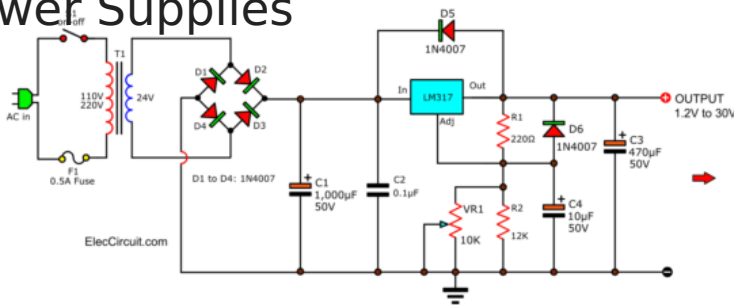 wer Supplies
S1
on-off
T1
110V
220V
24V
AC in
F1
0.5A Fuse
D1
D2
D4
D3
D1 to D4: 1N4007
ElecCircuit.com
C1
1,000µF
50V
C2
0.1µF
D5
1N4007
In
LM317
Out
Adj
R1
220Ω
D6
1N4007
C3
470µF
50V
OUTPUT
1.2V to 30V
VR1
10K
R2
12K
C4
10µF
50V